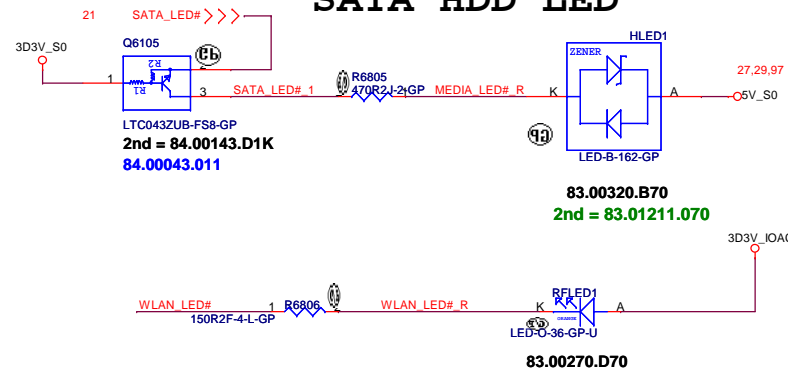 SATA HDD LED
21 SATA_LED#
3D3V_S0
Q6105
R2
R1
1
2
3
SATA_LED#_1
R6805
470R2J-2-GP
MEDIA_LED#_R
K
HLED1
ZENER
A
27,29,97
5V_S0
LTC043ZUB-FS8-GP
2nd = 84.00143.D1K
84.00043.011
LED-B-162-GP
83.00320.B70
2nd = 83.01211.070
3D3V_IOAC
WLAN_LED#
1
R6806
2
150R2F-4-L-GP
WLAN_LED#_R
K
RFLED1
ORANGE
A
LED-O-36-GP-U
83.00270.D70